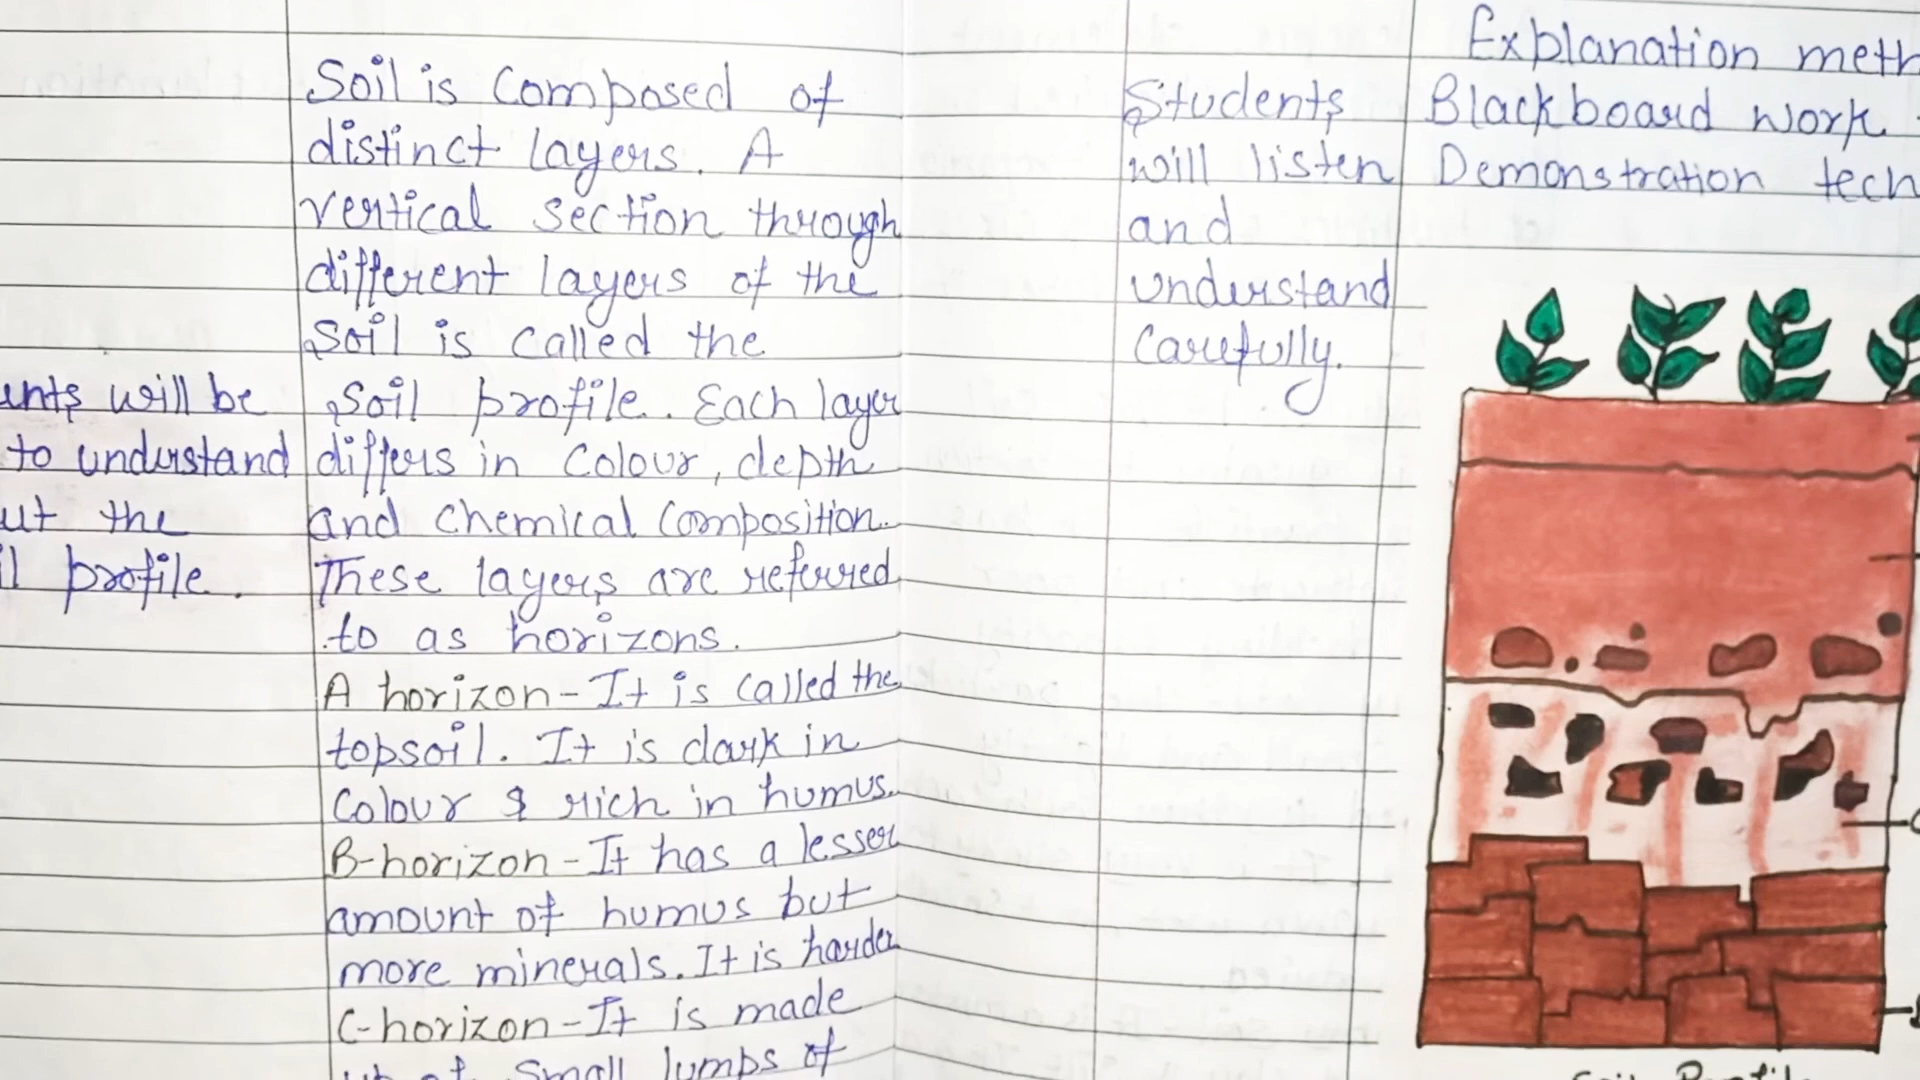 will be
to understand
the
profile.
Soil is composed of
distinct layers. A
vertical section through
different layers of the
soil is called the
soil profile. Each layer
differs in colour, depth
and chemical composition.
These layers are referred
to as horizons.
A horizon - It is called the
topsoil. It is dark in
colour & rich in humus.
B-horizon - It has a lesser
amount of humus but
more minerals. It is harder
C-horizon - It is made
of small lumps of
Students
will listen
and
understand
carefully.
Explanation
Blackboard work
Demonstration